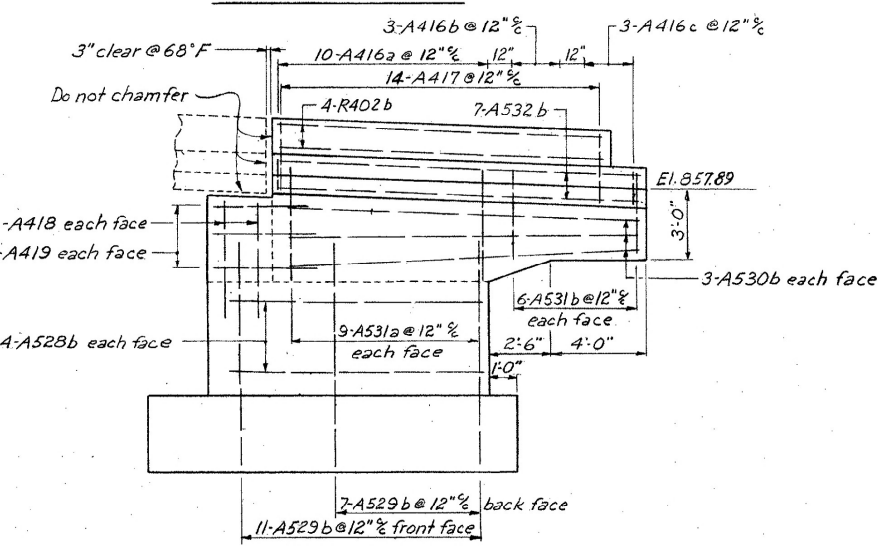 3-A416b @ 12" c/c
3-A416c @ 12" c/c
3" clear @ 68°F
10-A416a @ 12" c/c
12"
12"
14-A417 @ 12" c/c
Do not chamfer
4-R402b
7-A532b
El. 857.89
-A418 each face
3'-0"
-A419 each face
3-A530b each face
6-A531b @ 12" c/c
each face
4-A528b each face
9-A531a @ 12" c/c
each face
2'-6"
4'-0"
1'-0"
7-A529b @ 12" c/c back face
11-A529b @ 12" c/c front face